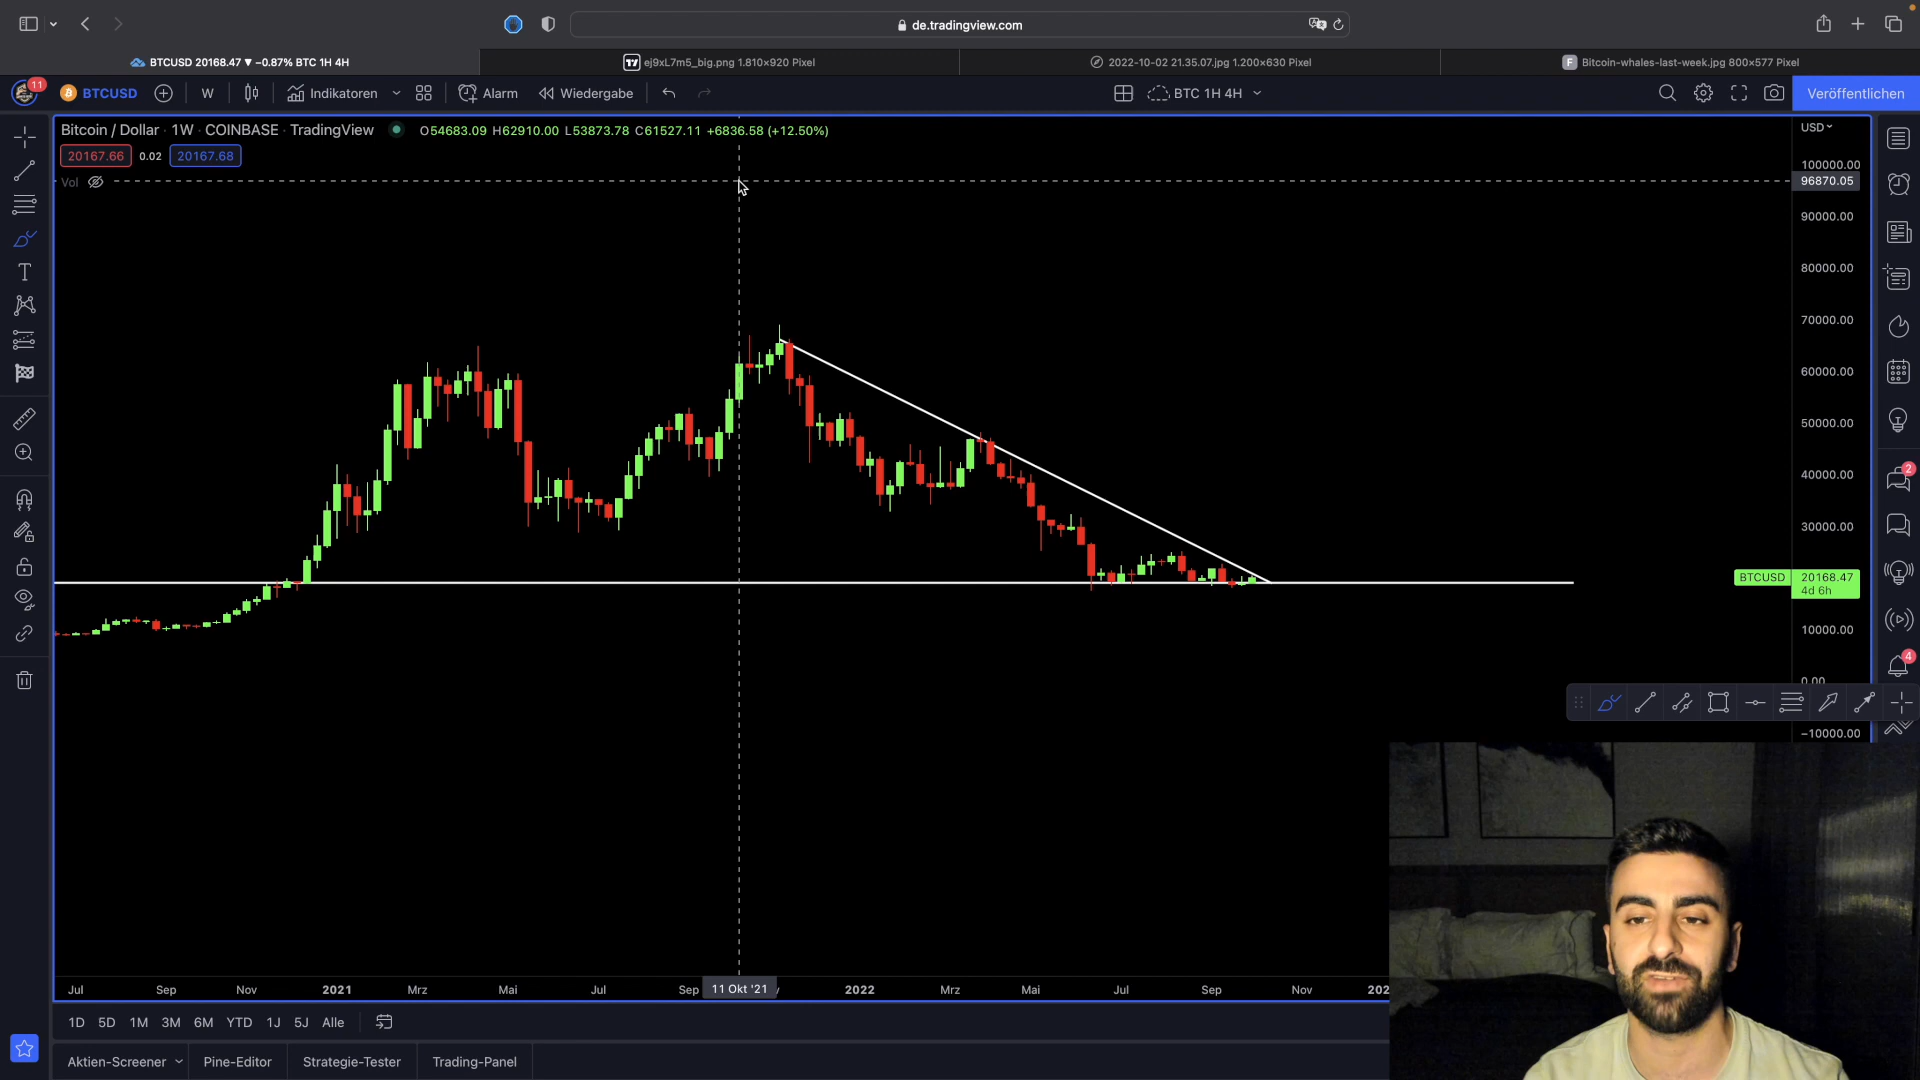 de.tradingview.com
BTCUSD 20168.47 ▼ −0.87% BTC 1H 4H
ej9xL7m5_big.png 1.810×920 Pixel
2022-10-02 21.35.07.jpg 1.200×630 Pixel
F Bitcoin-whales-last-week.jpg 800×577 Pixel
11
BTCUSD W Indikatoren Alarm Wiedergabe BTC 1H 4H Veröffentlichen
Bitcoin / Dollar · 1W · COINBASE · TradingView O54683.09 H62910.00 L53873.78 C61527.11 +6836.58 (+12.50%)
USD
20167.66 0.02 20167.68
Vol
100000.00
96870.05
90000.00
80000.00
70000.00
60000.00
50000.00
40000.00
30000.00
BTCUSD 20168.47
4d 6h
10000.00
0.00
−10000.00
2
4
Jul Sep Nov 2021 Mrz Mai Jul Sep 11 Okt '21 2022 Mrz Mai Jul Sep Nov 202
1D 5D 1M 3M 6M YTD 1J 5J Alle
Aktien-Screener Pine-Editor Strategie-Tester Trading-Panel